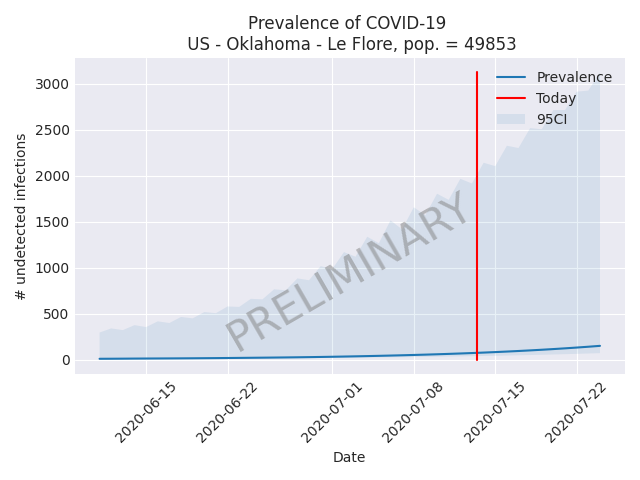 Prevalence of COVID-19
US - Oklahoma - Le Flore, pop. = 49853
Prevalence
Today
95CI
3000
2500
2000
1500
1000
500
0
# undetected infections
PRELIMINARY
2020-06-15
2020-06-22
2020-07-01
2020-07-08
2020-07-15
2020-07-22
Date